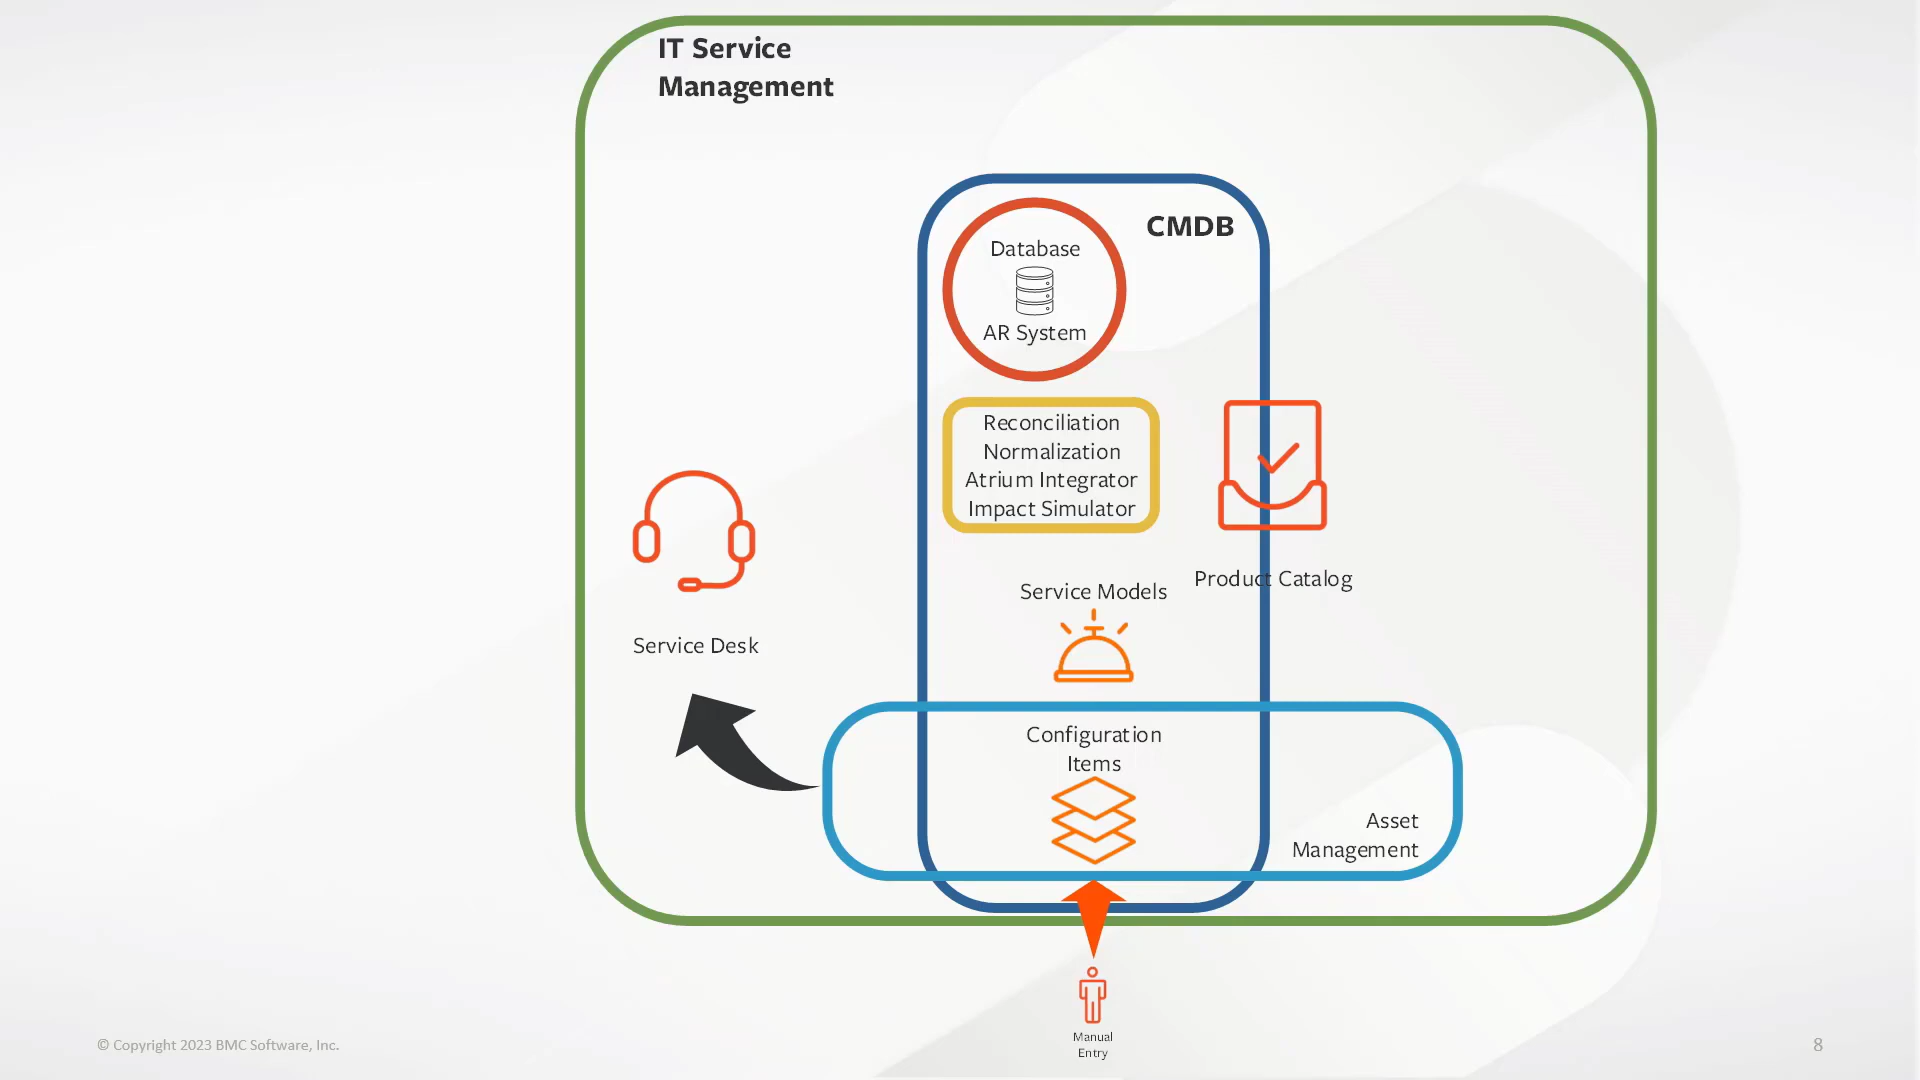 IT Service
Management
CMDB
Database
AR System
Reconciliation
Normalization
Atrium Integrator
Impact Simulator
Product Catalog
Service Models
Service Desk
Configuration
Items
Asset
Management
Manual
Entry
© Copyright 2023 BMC Software, Inc.
8